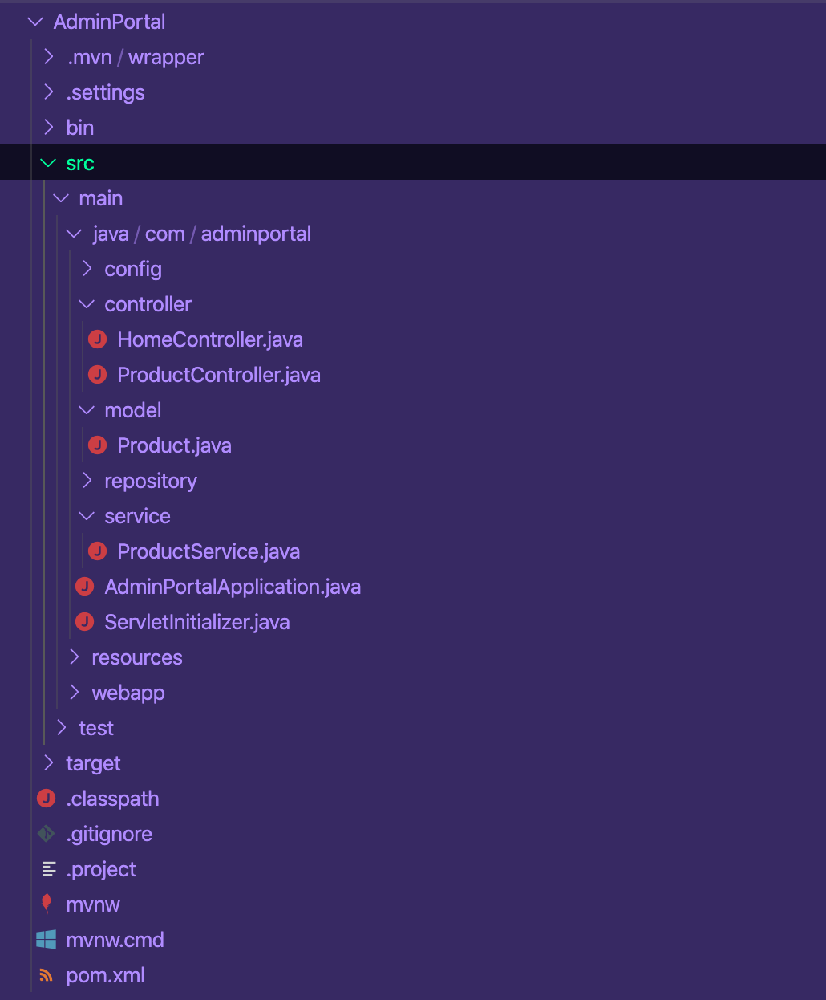 AdminPortal
.mvn / wrapper
.settings
bin
src
main
java / com / adminportal
config
controller
HomeController.java
ProductController.java
model
Product.java
repository
service
ProductService.java
AdminPortalApplication.java
ServletInitializer.java
resources
webapp
test
target
.classpath
.gitignore
.project
mvnw
mvnw.cmd
pom.xml